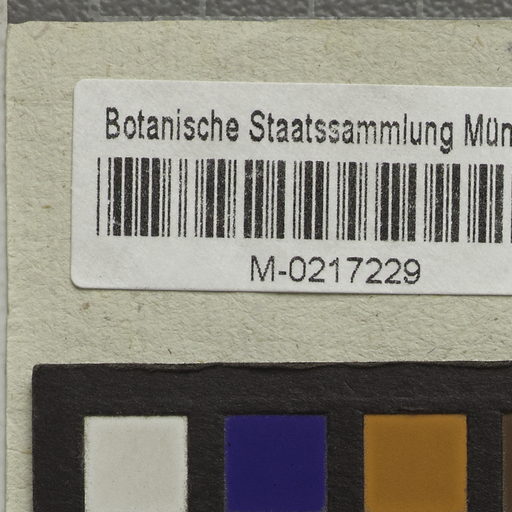 Botanische Staatssammlung Mün
M-0217229